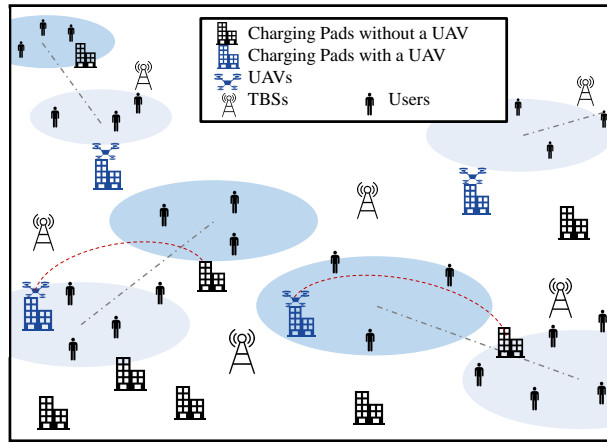 Charging Pads without a UAV
Charging Pads with a UAV
UAVs
TBSs Users